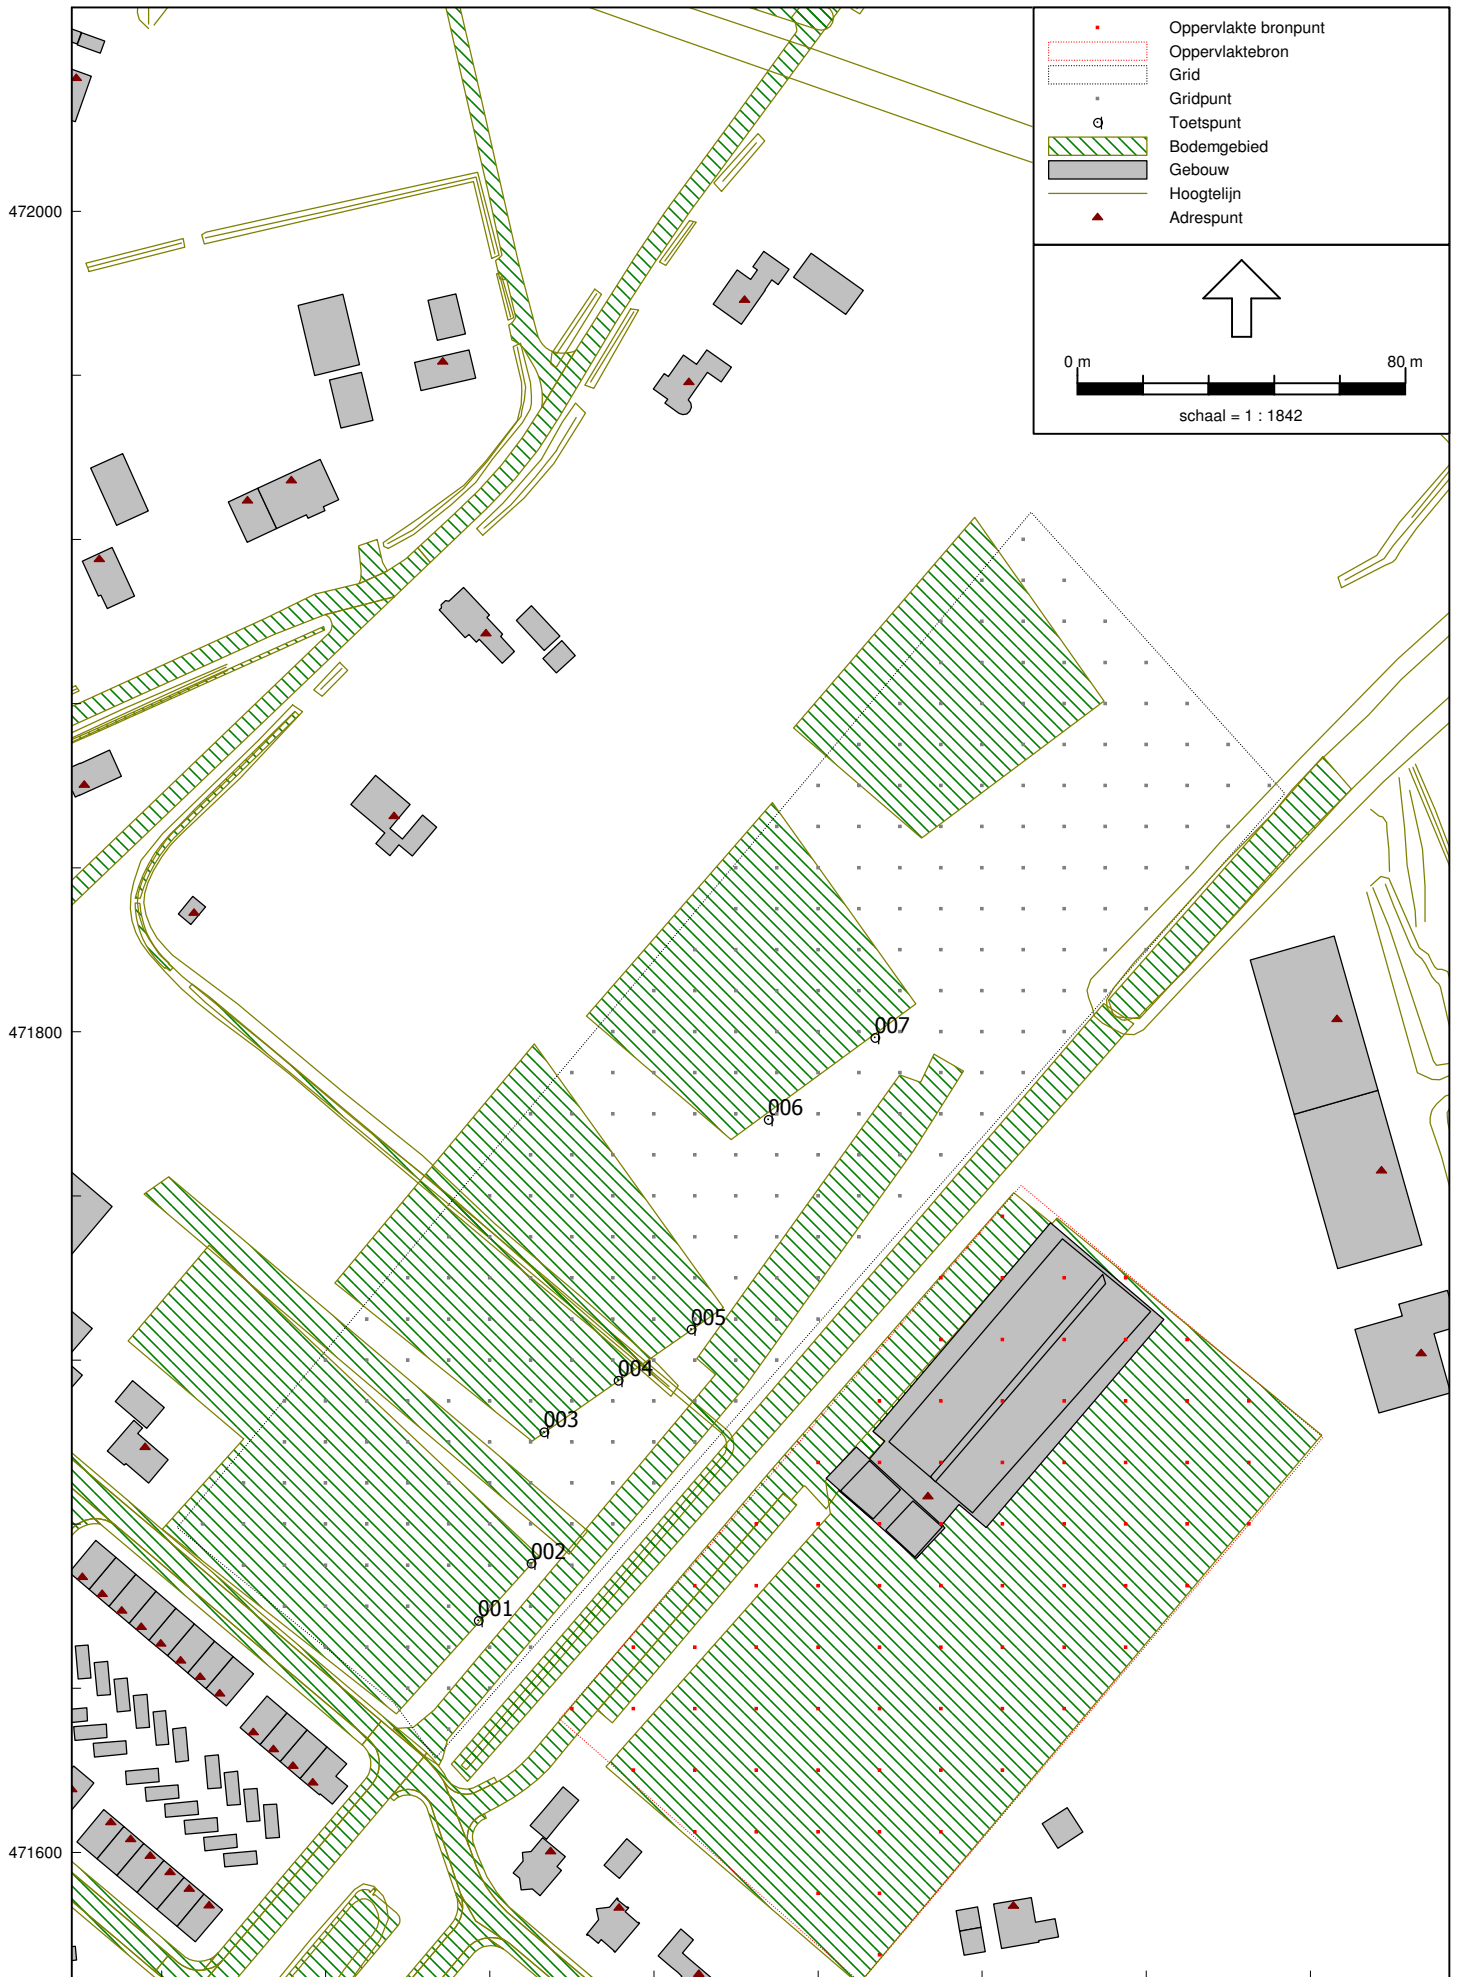 Oppervlakte bronpunt
Oppervlaktebron
Grid
Gridpunt
Toetspunt
Bodemgebied
Gebouw
Hoogtelijn
Adrespunt
0 m 80 m
schaal = 1 : 1842
472000
471800
471600
007
006
005
004
003
002
001